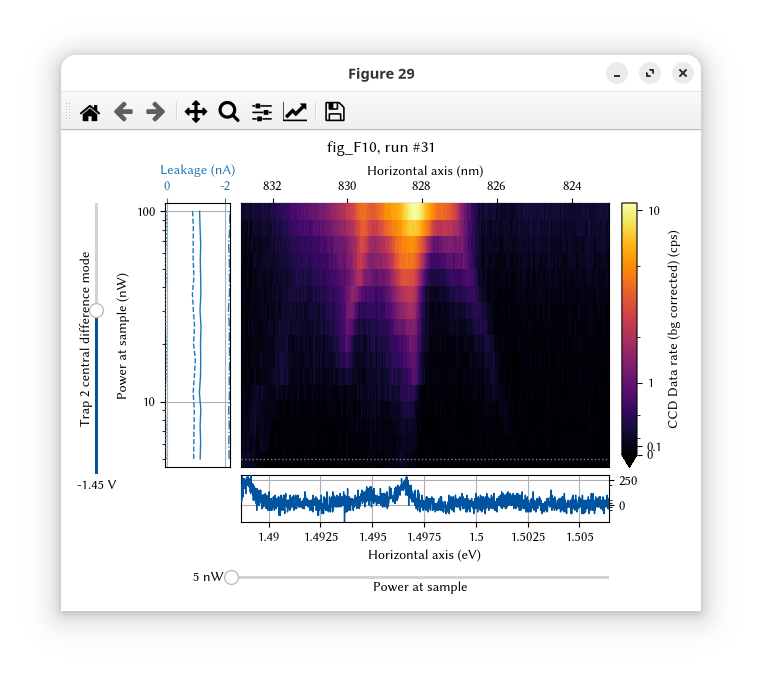 Figure 29
fig_F10, run #31
Leakage (nA)
0 -2
Horizontal axis (nm)
832 830 828 826 824
Trap 2 central difference mode
-1.45 V
Power at sample (nW)
100
10
10
1
0.1
0
CCD Data rate (bg corrected) (cps)
250
0
1.49 1.4925 1.495 1.4975 1.5 1.5025 1.505
Horizontal axis (eV)
5 nW
Power at sample